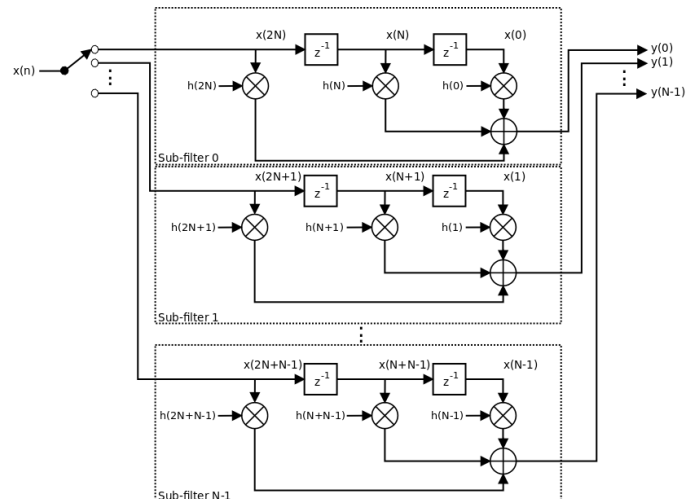 x(2N) x(N) x(0)
y(0)
z-1 z-1
y(1)
x(n)
h(2N) h(N) h(0)
y(N-1)
Sub-filter 0
x(2N+1) x(N+1) x(1)
z-1 z-1
h(2N+1) h(N+1) h(1)
Sub-filter 1
x(2N+N-1) x(N+N-1) x(N-1)
z-1 z-1
h(2N+N-1) h(N+N-1) h(N-1)
Sub-filter N-1